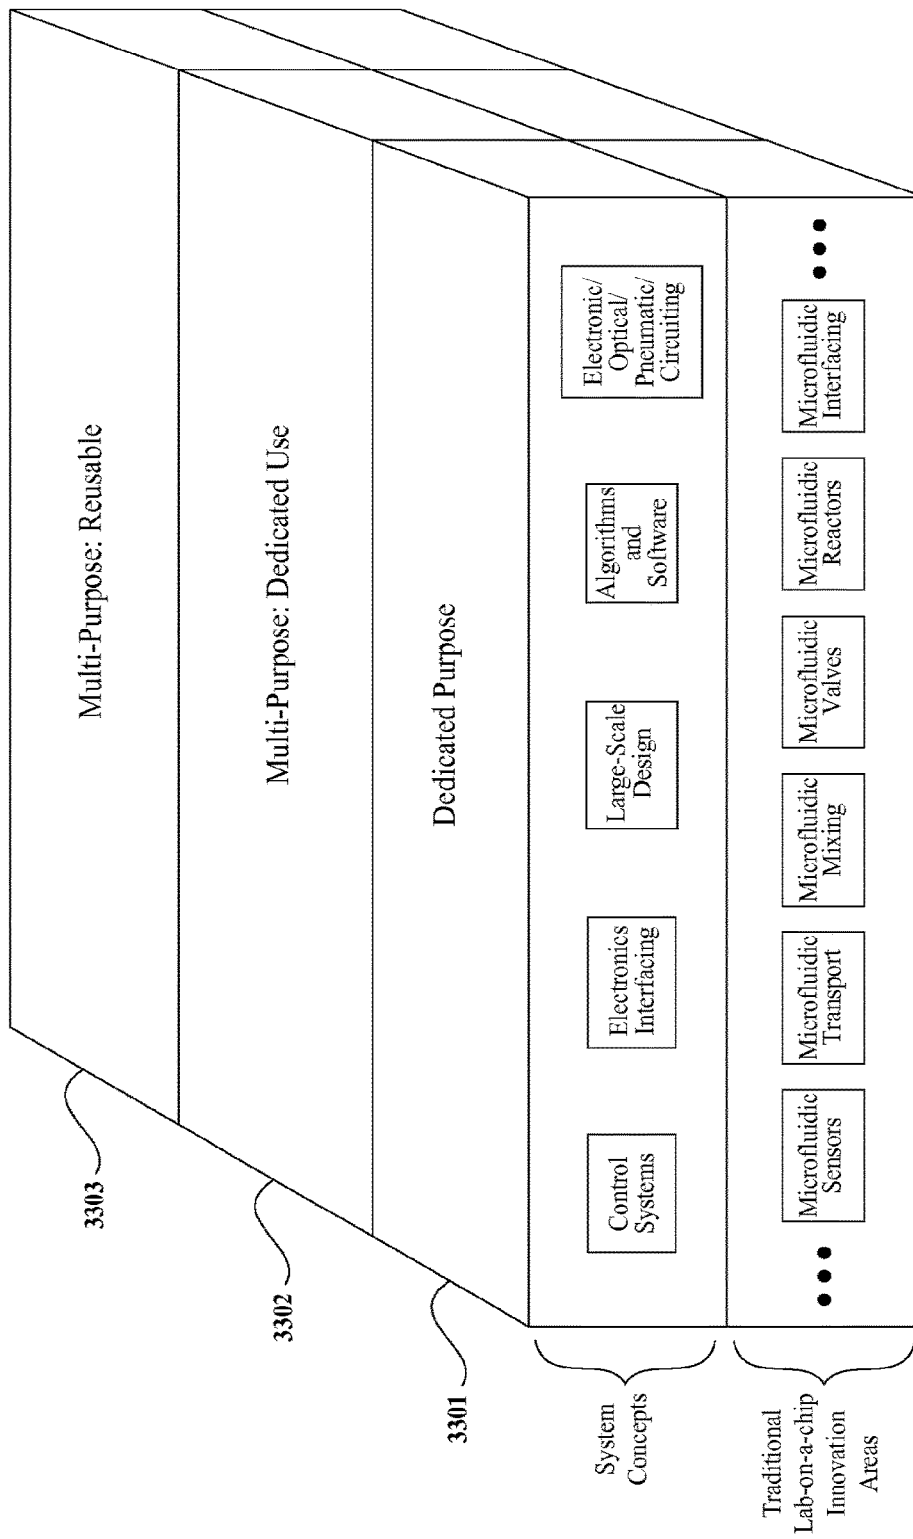 3303
Multi-Purpose: Reusable
3302
Multi-Purpose: Dedicated Use
3301
Dedicated Purpose
System
Concepts
Control
Systems
Electronics
Interfacing
Large-Scale
Design
Algorithms
and
Software
Electronic/
Optical/
Pneumatic/
Circuiting
Traditional
Lab-on-a-chip
Innovation
Areas
Microfluidic
Sensors
Microfluidic
Transport
Microfluidic
Mixing
Microfluidic
Valves
Microfluidic
Reactors
Microfluidic
Interfacing